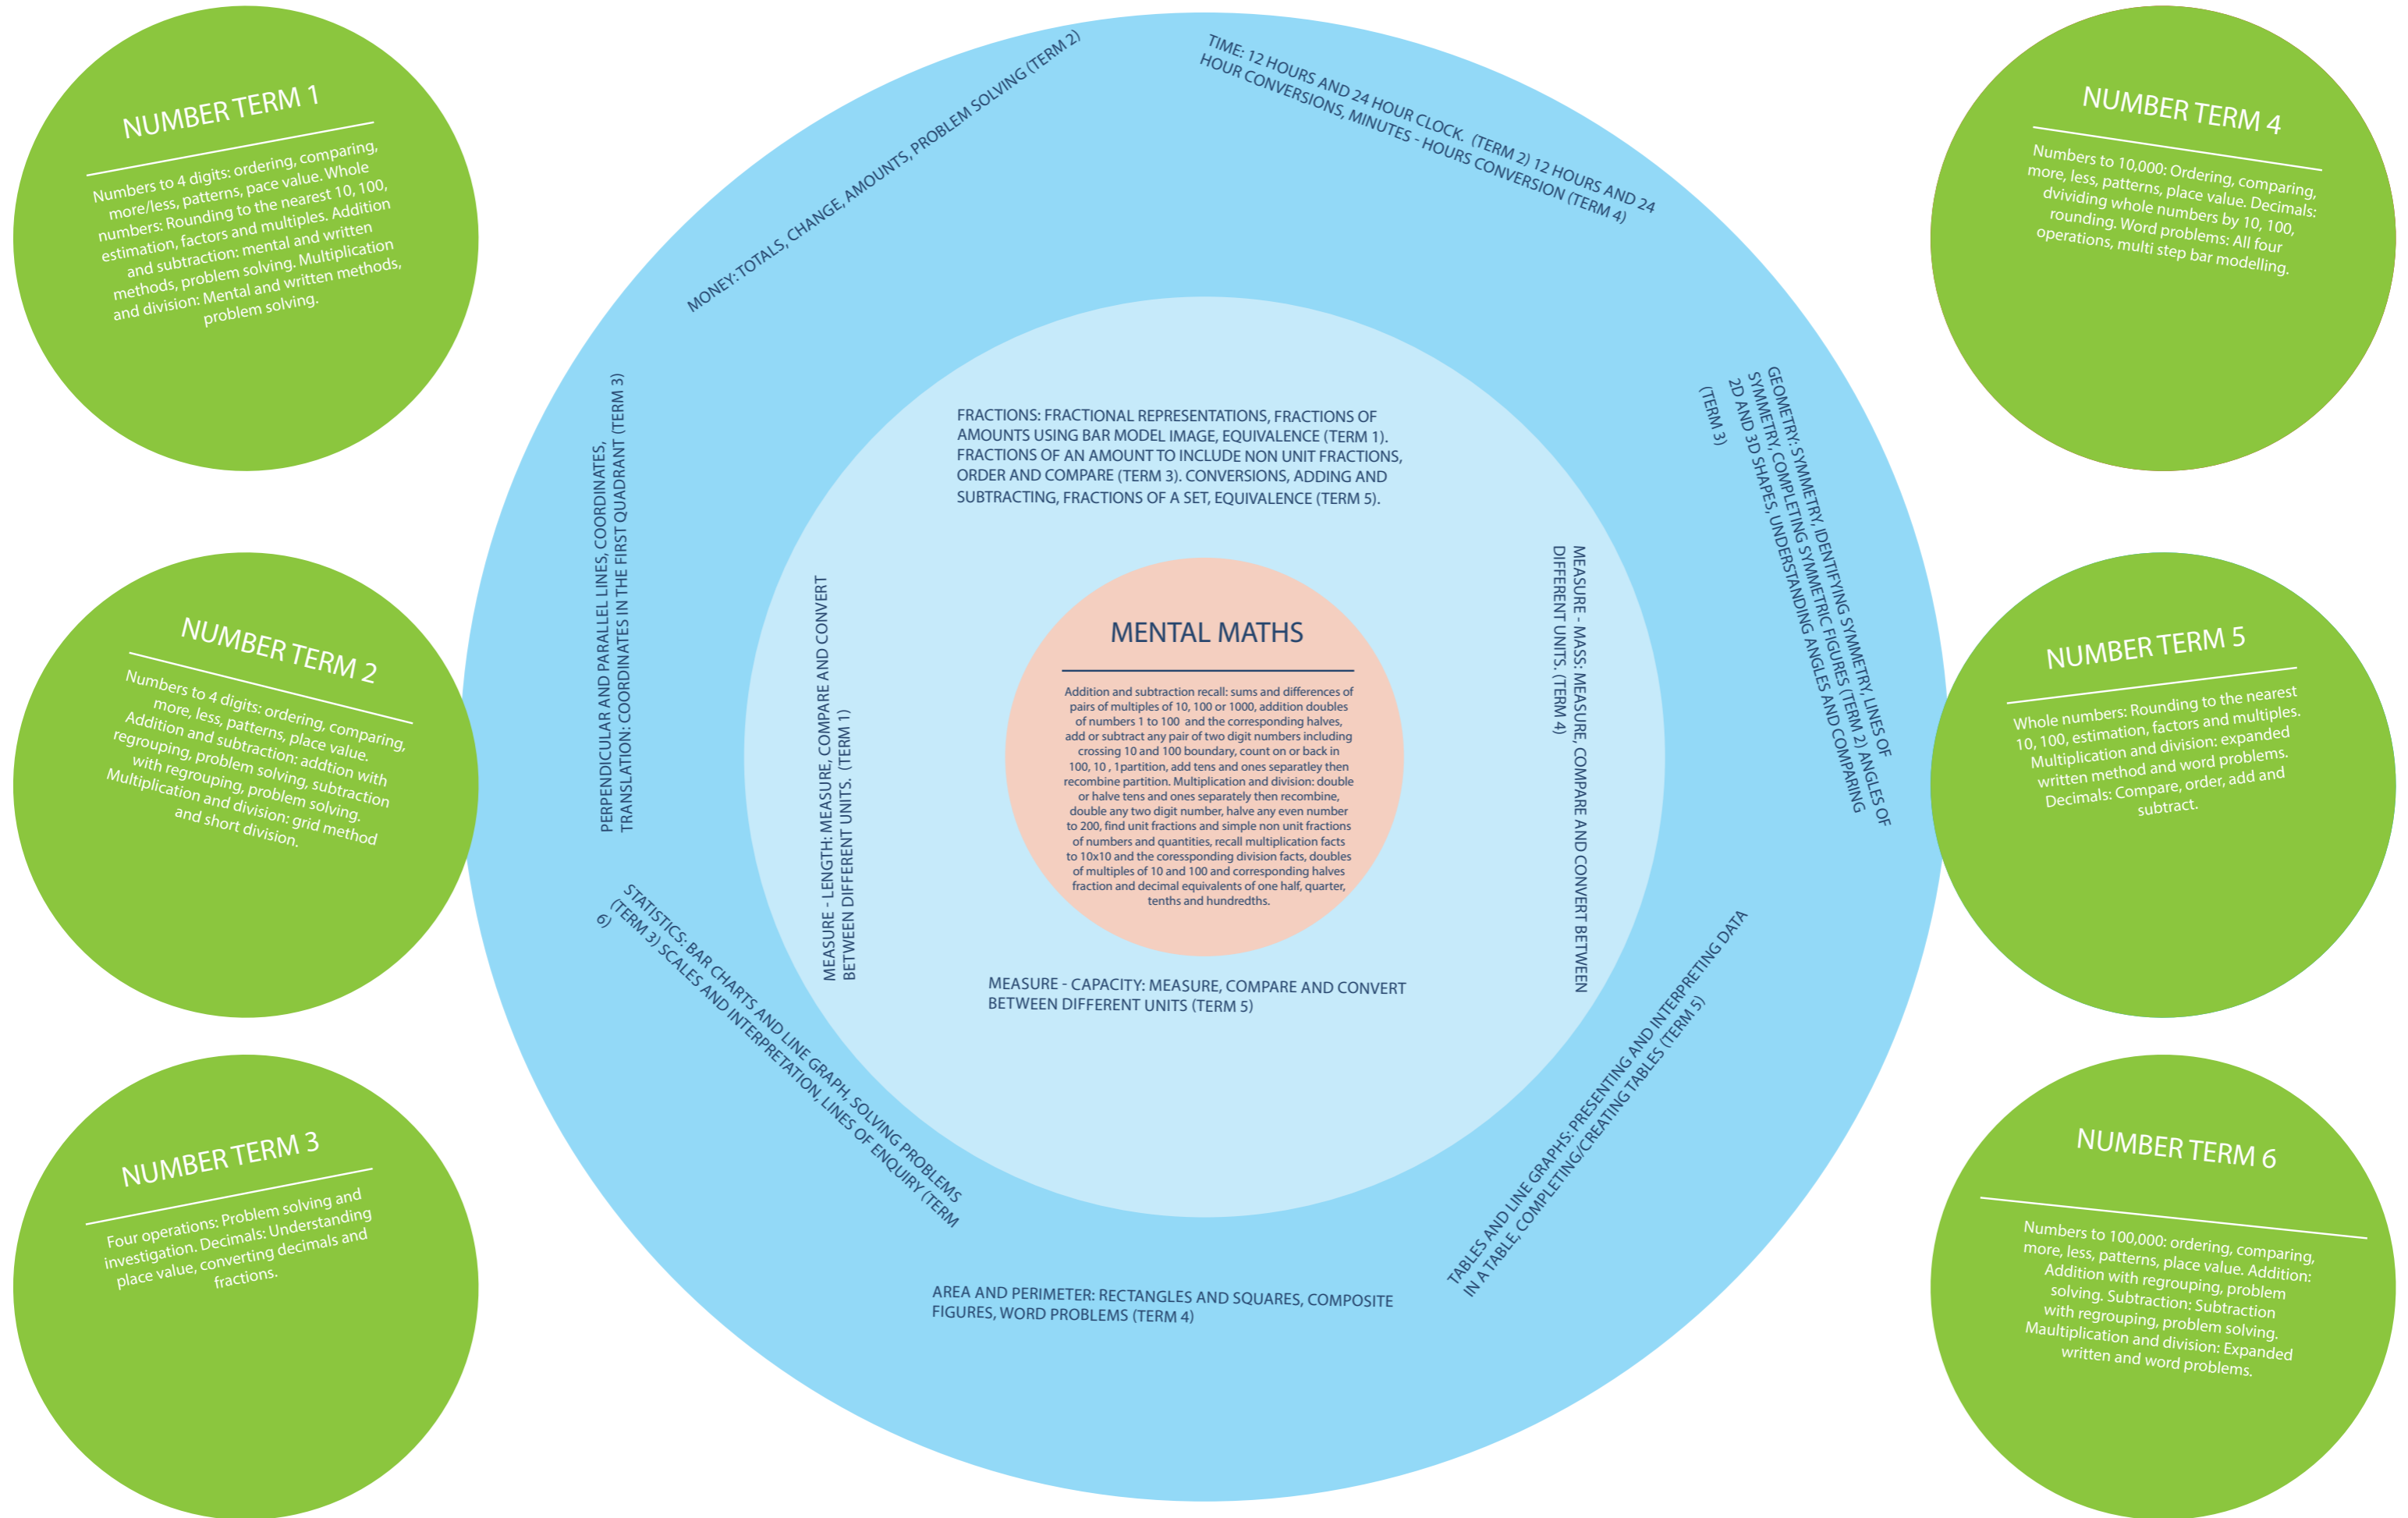 NUMBER TERM 1
Numbers to 4 digits: ordering, comparing,
more/less, patterns, pace value. Whole
numbers: Rounding to the nearest 10, 100,
estimation, factors and multiples. Addition
and subtraction: mental and written
methods, problem solving. Multiplication
and division: Mental and written methods,
problem solving.
NUMBER TERM 2
Numbers to 4 digits: ordering, comparing,
more, less, patterns, place value.
Addition and subtraction: addtion with
regrouping, problem solving, subtraction
with regrouping, problem solving.
Multiplication and division: grid method
and short division.
NUMBER TERM 3
Four operations: Problem solving and
investigation. Decimals: Understanding
place value, converting decimals and
fractions.
MONEY: TOTALS, CHANGE, AMOUNTS, PROBLEM SOLVING (TERM 2)
TIME: 12 HOURS AND 24 HOUR CLOCK. (TERM 2) 12 HOURS AND 24
HOUR CONVERSIONS, MINUTES - HOURS CONVERSION (TERM 4)
PERPENDICULAR AND PARALLEL LINES, COORDINATES,
TRANSLATION: COORDINATES IN THE FIRST QUADRANT (TERM 3)
GEOMETRY: SYMMETRY, IDENTIFYING SYMMETRY, LINES OF
SYMMETRY, COMPLETING SYMMETRIC FIGURES (TERM 2) ANGLES OF
2D AND 3D SHAPES, UNDERSTANDING ANGLES AND COMPARING
(TERM 3)
STATISTICS: BAR CHARTS AND LINE GRAPH, SOLVING PROBLEMS
(TERM 3) SCALES AND INTERPRETATION, LINES OF ENQUIRY (TERM
6)
TABLES AND LINE GRAPHS: PRESENTING AND INTERPRETING DATA
IN A TABLE, COMPLETING/CREATING TABLES (TERM 5)
AREA AND PERIMETER: RECTANGLES AND SQUARES, COMPOSITE
FIGURES, WORD PROBLEMS (TERM 4)
FRACTIONS: FRACTIONAL REPRESENTATIONS, FRACTIONS OF
AMOUNTS USING BAR MODEL IMAGE, EQUIVALENCE (TERM 1).
FRACTIONS OF AN AMOUNT TO INCLUDE NON UNIT FRACTIONS,
ORDER AND COMPARE (TERM 3). CONVERSIONS, ADDING AND
SUBTRACTING, FRACTIONS OF A SET, EQUIVALENCE (TERM 5).
MEASURE - LENGTH: MEASURE, COMPARE AND CONVERT
BETWEEN DIFFERENT UNITS. (TERM 1)
MEASURE - MASS: MEASURE, COMPARE AND CONVERT BETWEEN
DIFFERENT UNITS. (TERM 4)
MEASURE - CAPACITY: MEASURE, COMPARE AND CONVERT
BETWEEN DIFFERENT UNITS (TERM 5)
MENTAL MATHS
Addition and subtraction recall: sums and differences of
pairs of multiples of 10, 100 or 1000, addition doubles
of numbers 1 to 100 and the corresponding halves,
add or subtract any pair of two digit numbers including
crossing 10 and 100 boundary, count on or back in
100, 10 , 1partition, add tens and ones separatley then
recombine partition. Multiplication and division: double
or halve tens and ones separately then recombine,
double any two digit number, halve any even number
to 200, find unit fractions and simple non unit fractions
of numbers and quantities, recall multiplication facts
to 10x10 and the coressponding division facts, doubles
of multiples of 10 and 100 and corresponding halves
fraction and decimal equivalents of one half, quarter,
tenths and hundredths.
NUMBER TERM 4
Numbers to 10,000: Ordering, comparing,
more, less, patterns, place value. Decimals:
dvividing whole numbers by 10, 100,
rounding. Word problems: All four
operations, multi step bar modelling.
NUMBER TERM 5
Whole numbers: Rounding to the nearest
10, 100, estimation, factors and multiples.
Multiplication and division: expanded
written method and word problems.
Decimals: Compare, order, add and
subtract.
NUMBER TERM 6
Numbers to 100,000: ordering, comparing,
more, less, patterns, place value. Addition:
Addition with regrouping, problem
solving. Subtraction: Subtraction
with regrouping, problem solving.
Maultiplication and division: Expanded
written and word problems.